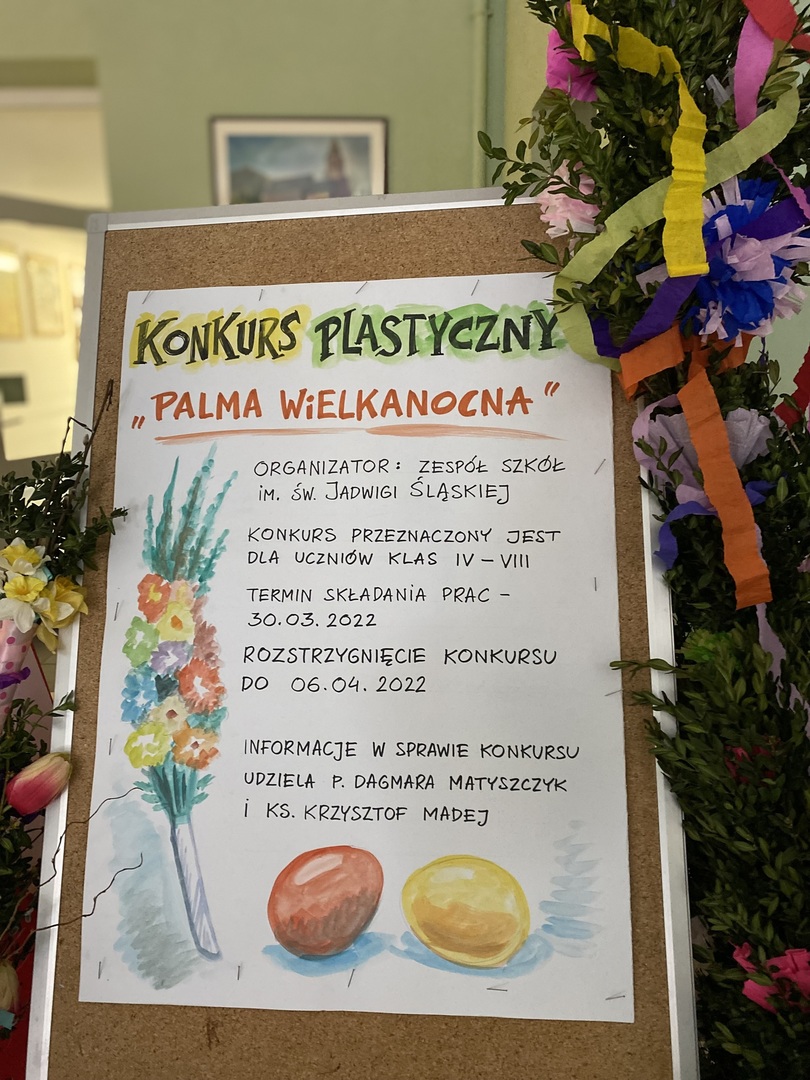 KONKURS PLASTYCZNY
„PALMA WIELKANOCNA"
ORGANIZATOR: ZESPÓŁ SZKÓŁ
IM. ŚW. JADWIGI ŚLĄSKIEJ
KONKURS PRZEZNACZONY JEST
DLA UCZNIÓW KLAS IV – VIII
TERMIN SKŁADANIA PRAC –
30.03.2022
ROZSTRZYGNIĘCIE KONKURSU
DO 06.04.2022
INFORMACJE W SPRAWIE KONKURSU
UDZIELA P. DAGMARA MATYSZCZYK
I KS. KRZYSZTOF MADEJ